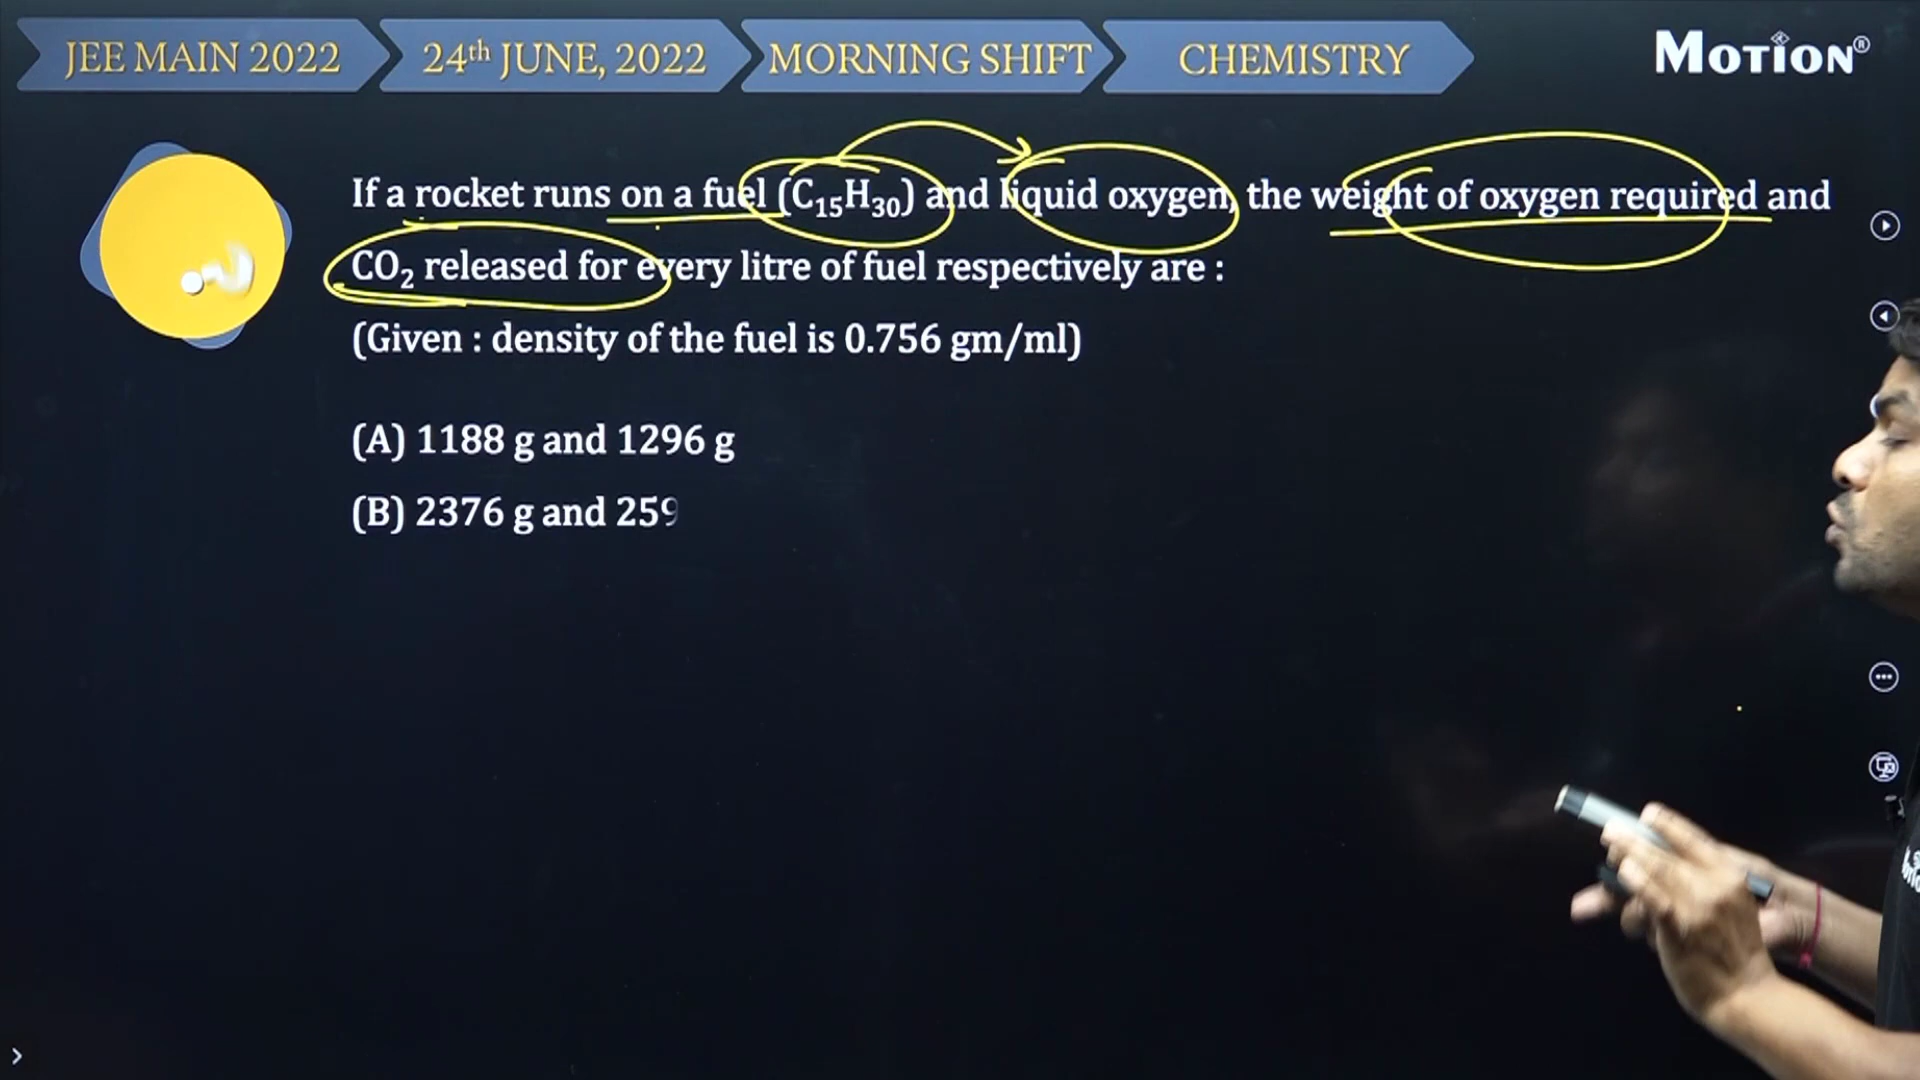 JEE MAIN 2022
24th JUNE, 2022
MORNING SHIFT
CHEMISTRY
MOTION®
If a rocket runs on a fuel (C₁₅H₃₀) and liquid oxygen, the weight of oxygen required and
CO₂ released for every litre of fuel respectively are :
(Given : density of the fuel is 0.756 gm/ml)
(A) 1188 g and 1296 g
(B) 2376 g and 259